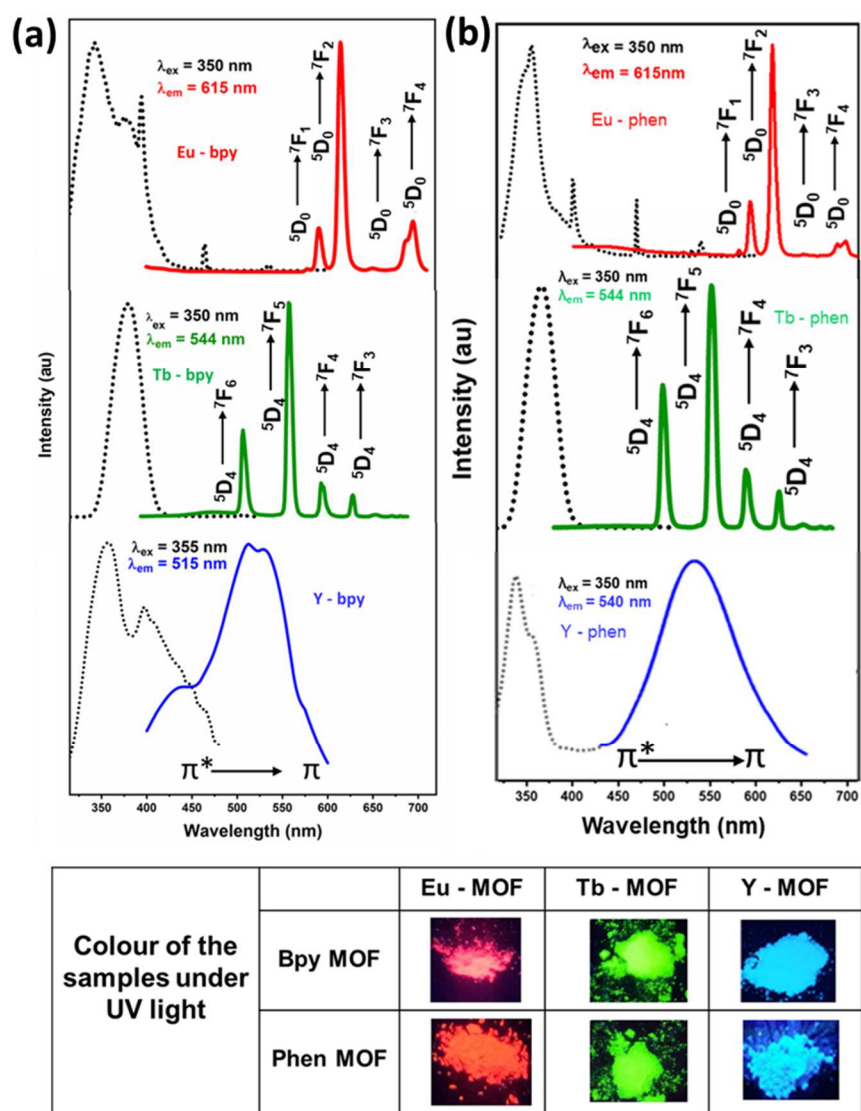 (a)
λex = 350 nm
λem = 615 nm
Eu - bpy
⁵D₀ → ⁷F₁
⁵D₀ → ⁷F₂
⁵D₀ → ⁷F₃
⁵D₀ → ⁷F₄
λex = 350 nm
λem = 544 nm
Tb - bpy
⁵D₄ → ⁷F₆
⁵D₄ → ⁷F₅
⁵D₄ → ⁷F₄
⁵D₄ → ⁷F₃
λex = 355 nm
λem = 515 nm
Y - bpy
π* → π
Intensity (au)
350 400 450 500 550 600 650 700
Wavelength (nm)
(b)
λex = 350 nm
λem = 615nm
Eu - phen
⁵D₀ → ⁷F₁
⁵D₀ → ⁷F₂
⁵D₀ → ⁷F₃
⁵D₀ → ⁷F₄
λex = 350 nm
λem = 544 nm
Tb - phen
⁵D₄ → ⁷F₆
⁵D₄ → ⁷F₅
⁵D₄ → ⁷F₄
⁵D₄ → ⁷F₃
λex = 350 nm
λem = 540 nm
Y - phen
π* → π
Intensity (au)
350 400 450 500 550 600 650 700
Wavelength (nm)
Eu - MOF Tb - MOF Y - MOF
Colour of the
samples under
UV light
Bpy MOF
Phen MOF